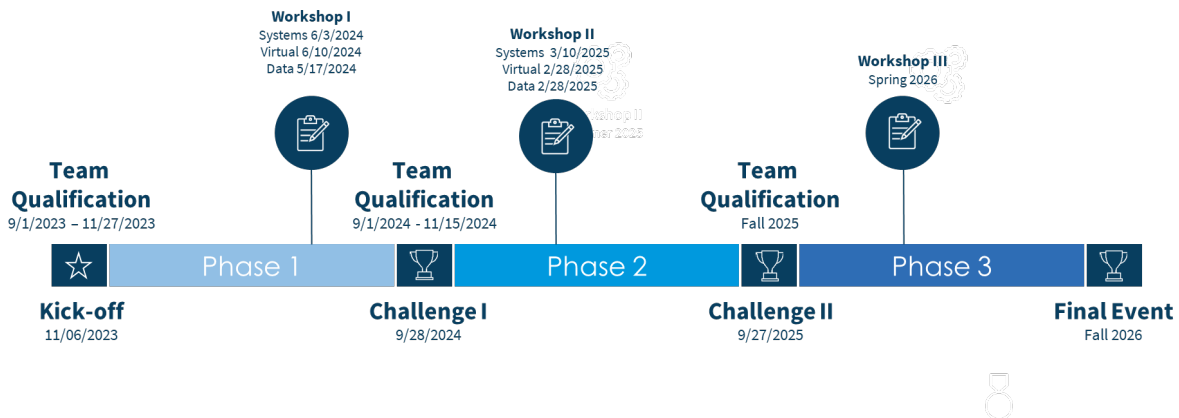 Workshop I
Systems 6/3/2024
Virtual 6/10/2024
Data 5/17/2024
Workshop II
Systems 3/10/2025
Virtual 2/28/2025
Data 2/28/2025
Workshop III
Spring 2026
Team
Qualification
9/1/2023 – 11/27/2023
Team
Qualification
9/1/2024 - 11/15/2024
Team
Qualification
Fall 2025
Phase 1
Phase 2
Phase 3
Kick-off
11/06/2023
Challenge I
9/28/2024
Challenge II
9/27/2025
Final Event
Fall 2026